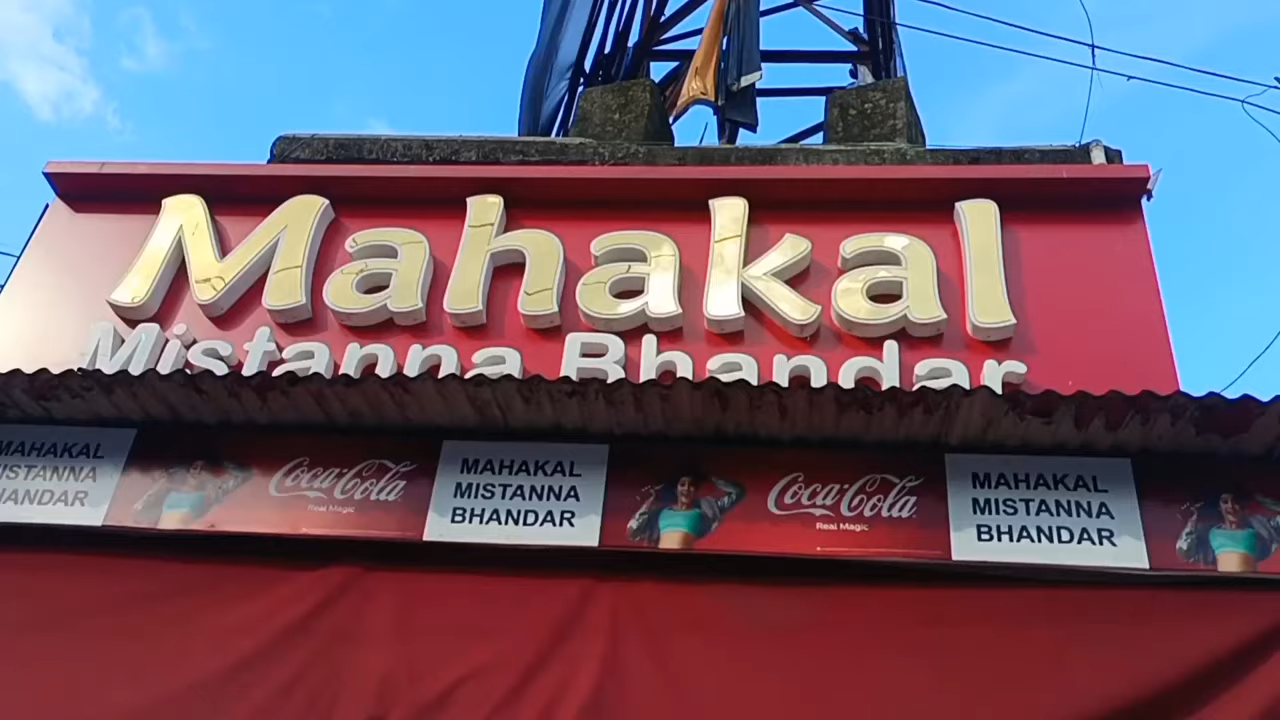 Mahakal
Mistanna Bhandar
MAHAKAL
MISTANNA
BHANDAR
Coca-Cola
Real Magic
MAHAKAL
MISTANNA
BHANDAR
Coca-Cola
Real Magic
MAHAKAL
MISTANNA
BHANDAR